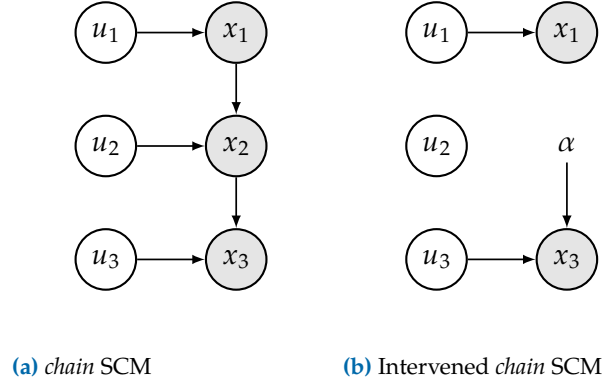 u₁ x₁ u₁ x₁
u₂ x₂ u₂ α
u₃ x₃ u₃ x₃
(a) chain SCM (b) Intervened chain SCM